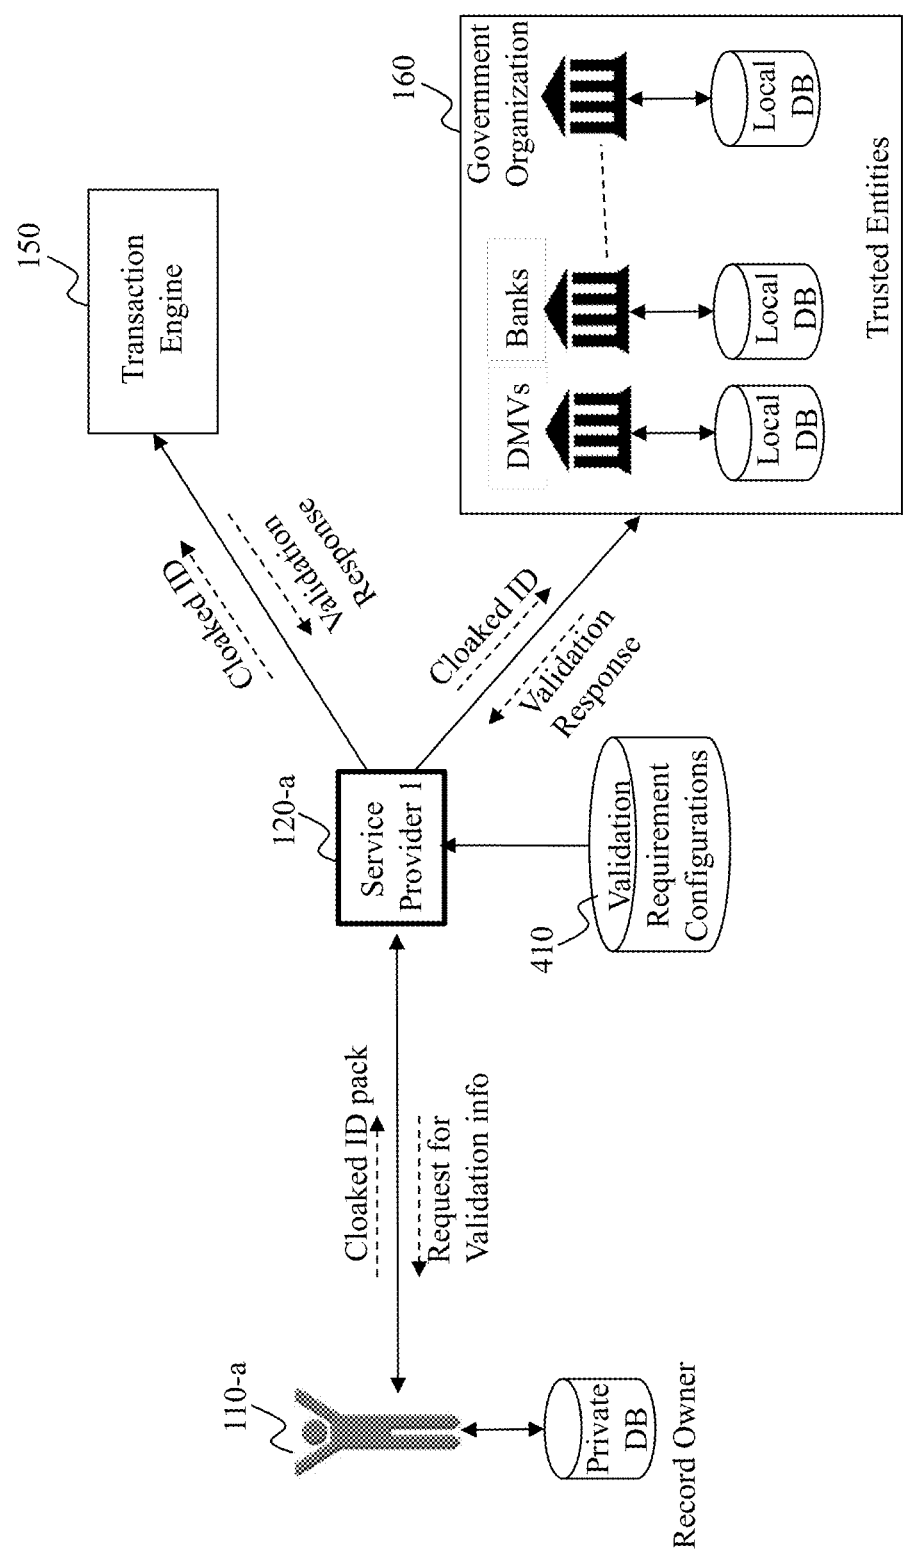 110-a
Private
DB
Record Owner
Cloaked ID pack
Request for
Validation info
120-a
Service
Provider 1
410
Validation
Requirement
Configurations
Cloaked ID
Validation
Response
150
Transaction
Engine
Cloaked ID
Validation
Response
160
Government
Organization
DMVs
Banks
Local
DB
Local
DB
Local
DB
Trusted Entities